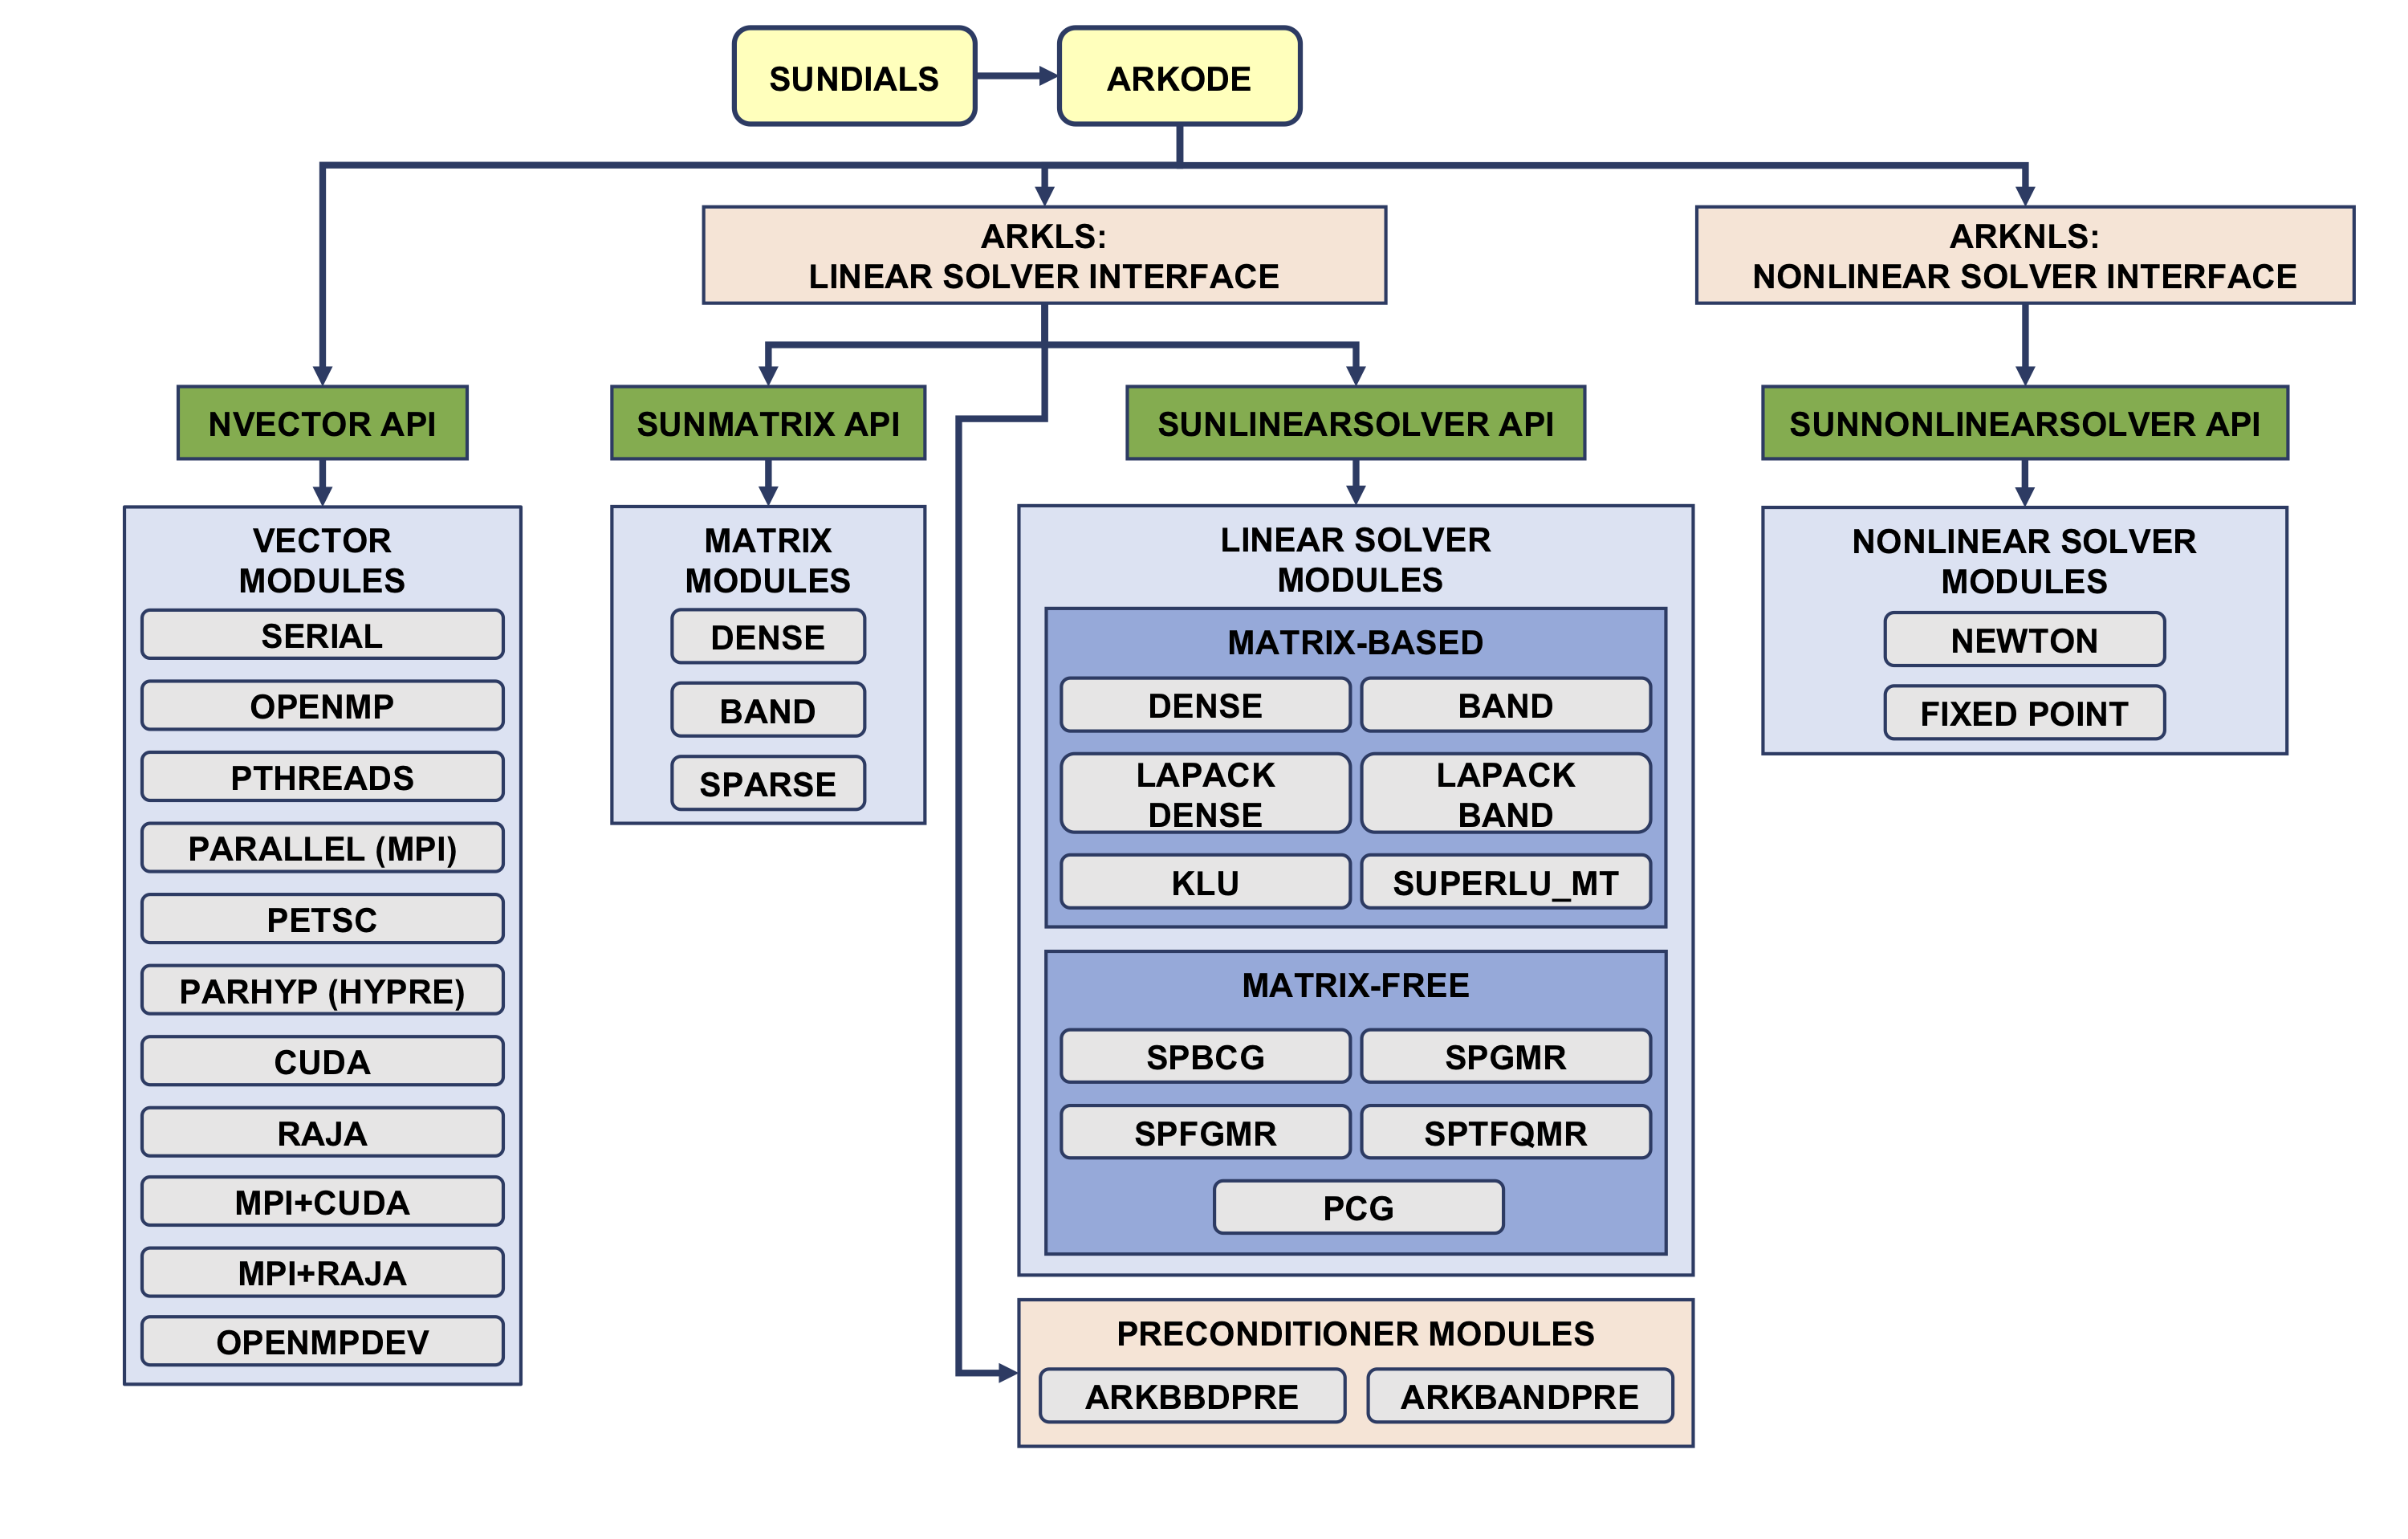 SUNDIALS
ARKODE
ARKLS:
LINEAR SOLVER INTERFACE
ARKNLS:
NONLINEAR SOLVER INTERFACE
NVECTOR API
SUNMATRIX API
SUNLINEARSOLVER API
SUNNONLINEARSOLVER API
VECTOR
MODULES
SERIAL
OPENMP
PTHREADS
PARALLEL (MPI)
PETSC
PARHYP (HYPRE)
CUDA
RAJA
MPI+CUDA
MPI+RAJA
OPENMPDEV
MATRIX
MODULES
DENSE
BAND
SPARSE
LINEAR SOLVER
MODULES
MATRIX-BASED
DENSE
BAND
LAPACK
DENSE
LAPACK
BAND
KLU
SUPERLU_MT
MATRIX-FREE
SPBCG
SPGMR
SPFGMR
SPTFQMR
PCG
PRECONDITIONER MODULES
ARKBBDPRE
ARKBANDPRE
NONLINEAR SOLVER
MODULES
NEWTON
FIXED POINT